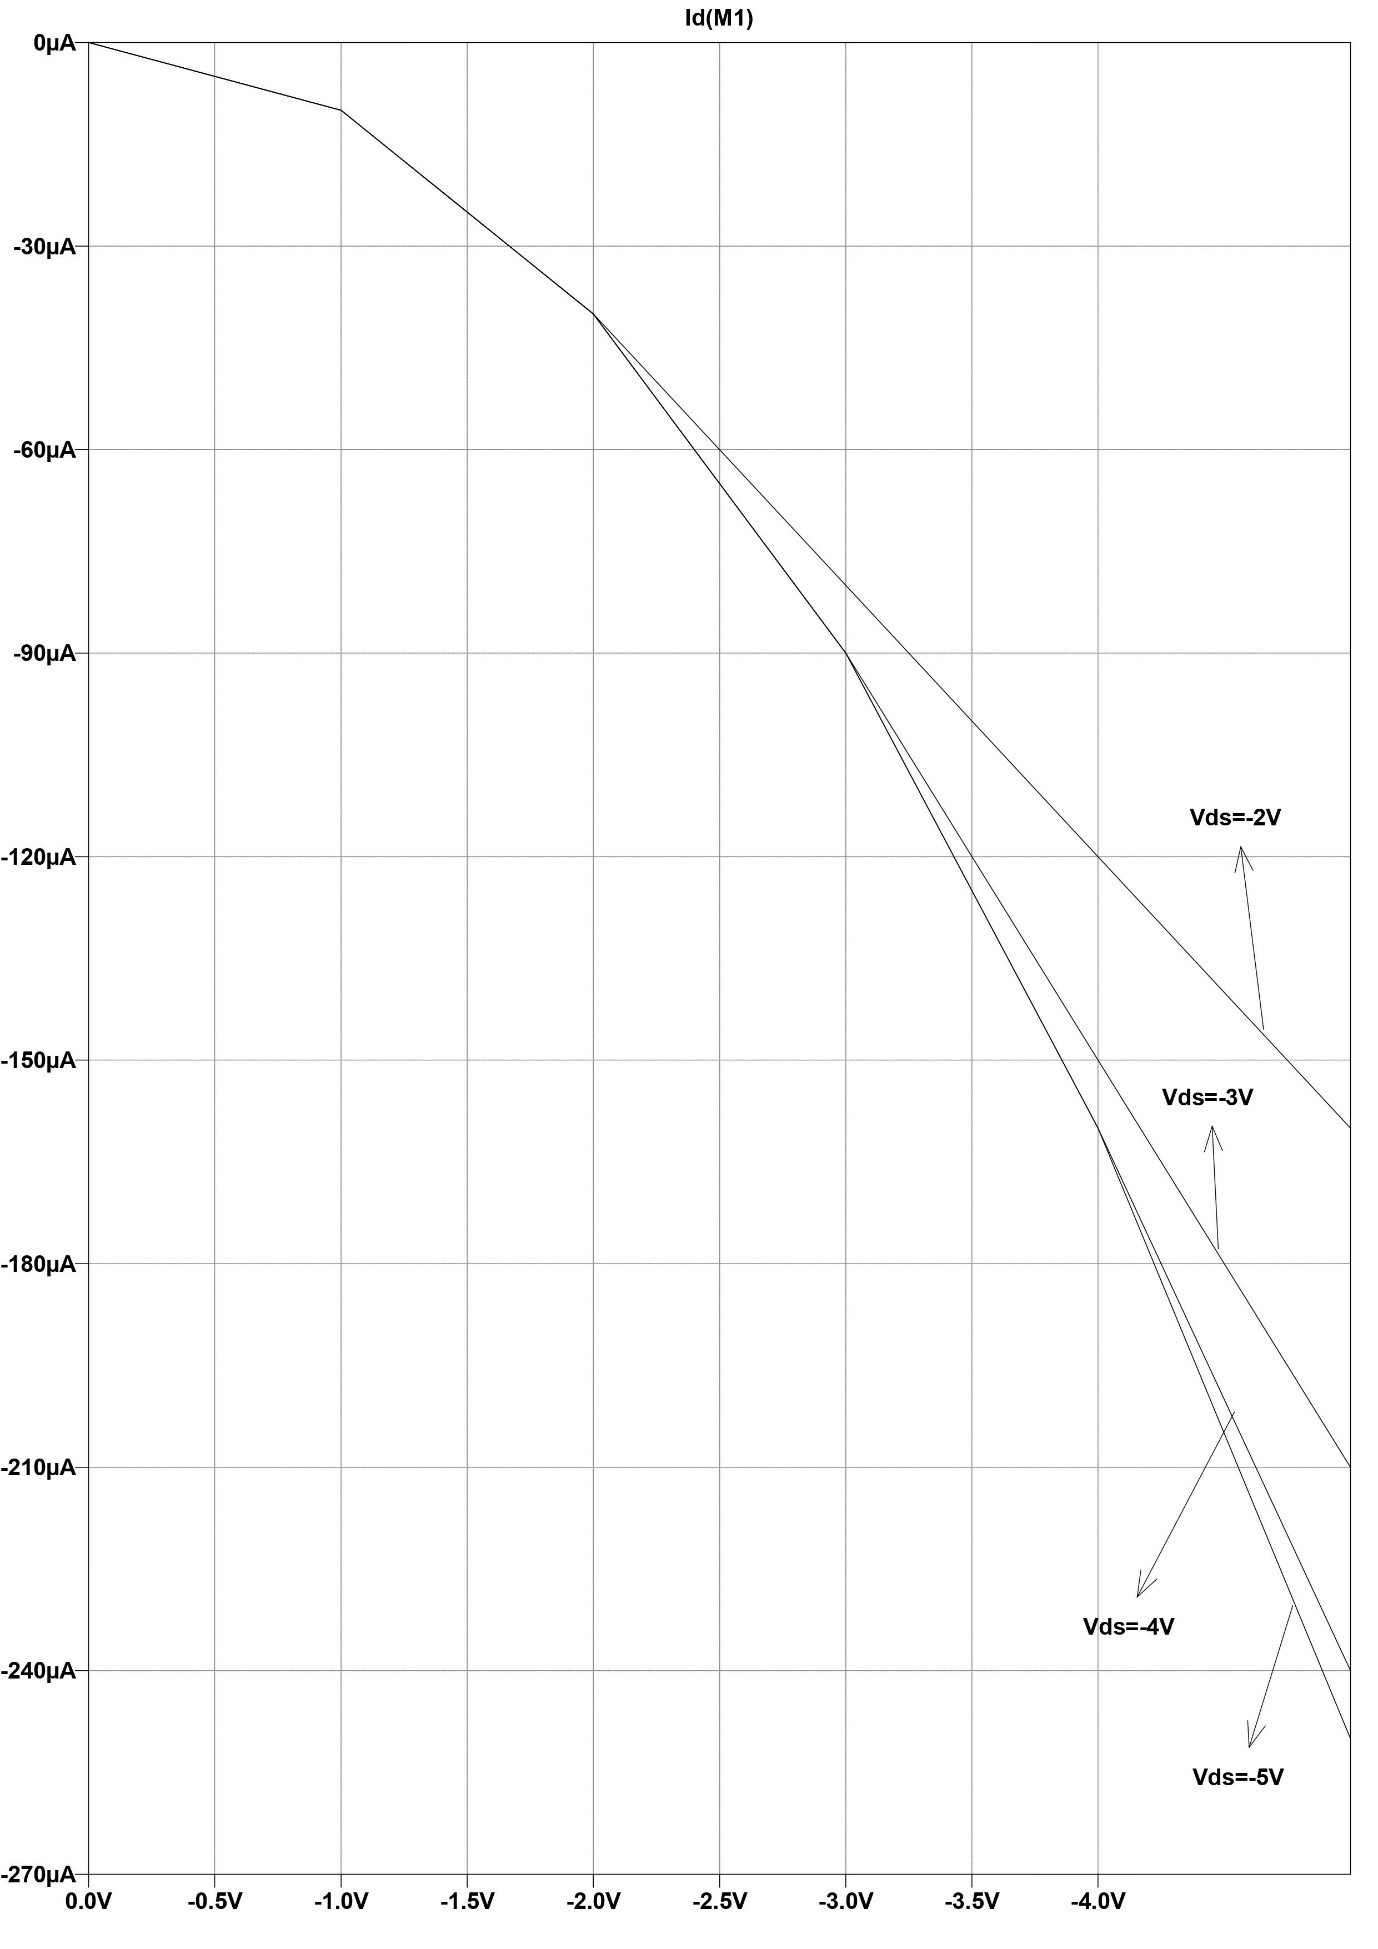 Id(M1)
0µA
-30µA
-60µA
-90µA
-120µA
-150µA
-180µA
-210µA
-240µA
-270µA
Vds=-2V
Vds=-3V
Vds=-4V
Vds=-5V
0.0V -0.5V -1.0V -1.5V -2.0V -2.5V -3.0V -3.5V -4.0V